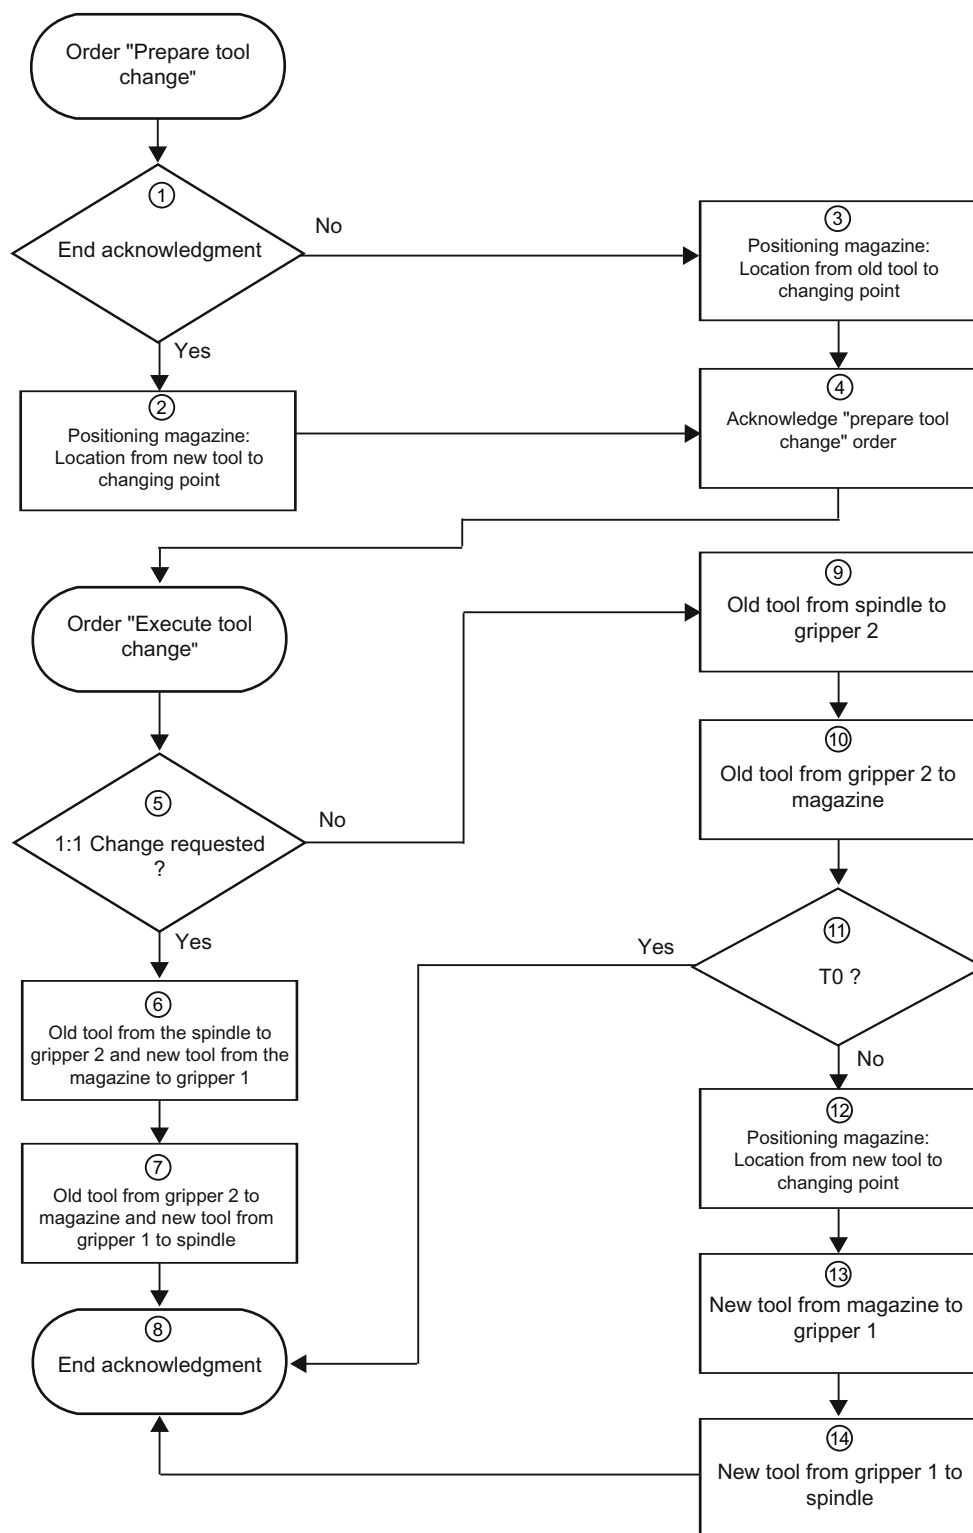 Order "Prepare tool
change"
1
End acknowledgment
No
Yes
2
Positioning magazine:
Location from new tool to
changing point
3
Positioning magazine:
Location from old tool to
changing point
4
Acknowledge "prepare tool
change" order
Order "Execute tool
change"
5
1:1 Change requested
?
No
Yes
6
Old tool from the spindle to
gripper 2 and new tool from the
magazine to gripper 1
7
Old tool from gripper 2 to
magazine and new tool from
gripper 1 to spindle
8
End acknowledgment
9
Old tool from spindle to
gripper 2
10
Old tool from gripper 2 to
magazine
11
T0 ?
Yes
No
12
Positioning magazine:
Location from new tool to
changing point
13
New tool from magazine to
gripper 1
14
New tool from gripper 1 to
spindle